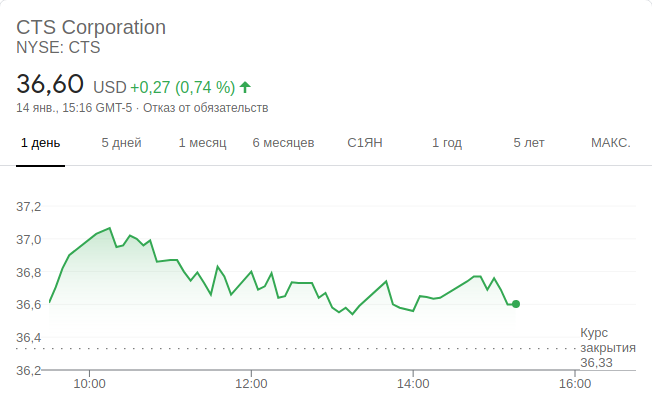 CTS Corporation
NYSE: CTS
36,60 USD +0,27 (0,74 %)
14 янв., 15:16 GMT-5 · Отказ от обязательств
1 день 5 дней 1 месяц 6 месяцев С1ЯН 1 год 5 лет МАКС.
37,2
37,0
36,8
36,6
36,4
36,2
Курс
закрытия
36,33
10:00 12:00 14:00 16:00